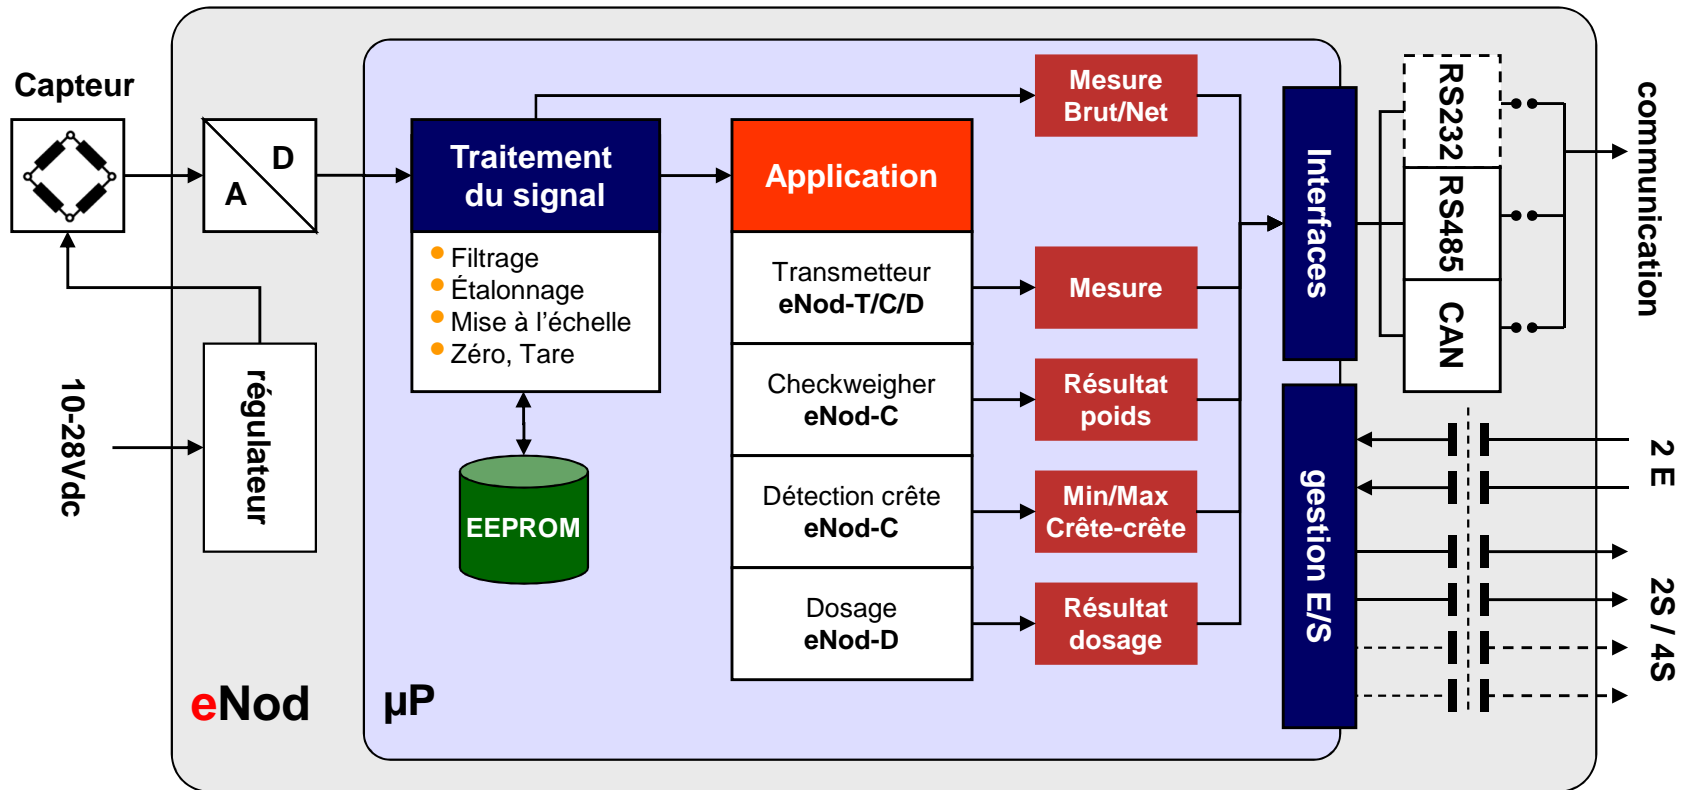 Capteur
A
D
régulateur
10-28Vdc
Traitement
du signal
Filtrage
Étalonnage
Mise à l’échelle
Zéro, Tare
EEPROM
Application
Transmetteur
eNod-T/C/D
Checkweigher
eNod-C
Détection crête
eNod-C
Dosage
eNod-D
Mesure
Brut/Net
Mesure
Résultat
poids
Min/Max
Crête-crête
Résultat
dosage
Interfaces
gestion E/S
RS232
RS485
CAN
communication
2 E
2S / 4S
eNod
µP